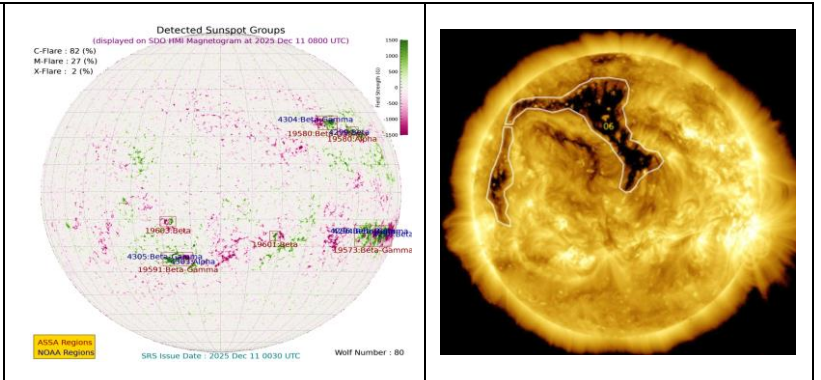 Detected Sunspot Groups
(displayed on SDO HMI Magnetogram at 2025 Dec 11 0800 UTC)
C-Flare : 82 (%)
M-Flare : 27 (%)
X-Flare : 2 (%)
1500
1000
500
0
-500
-1000
-1500
Field Strength (G)
4304:Beta-Gamma
19580:Beta
19580:Alpha
19603:Beta
19601:Beta
19573:Beta-Gamma
4305:Beta-Gamma
Alpha
19591:Beta-Gamma
ASSA Regions
NOAA Regions
SRS Issue Date : 2025 Dec 11 0030 UTC
Wolf Number : 80
06